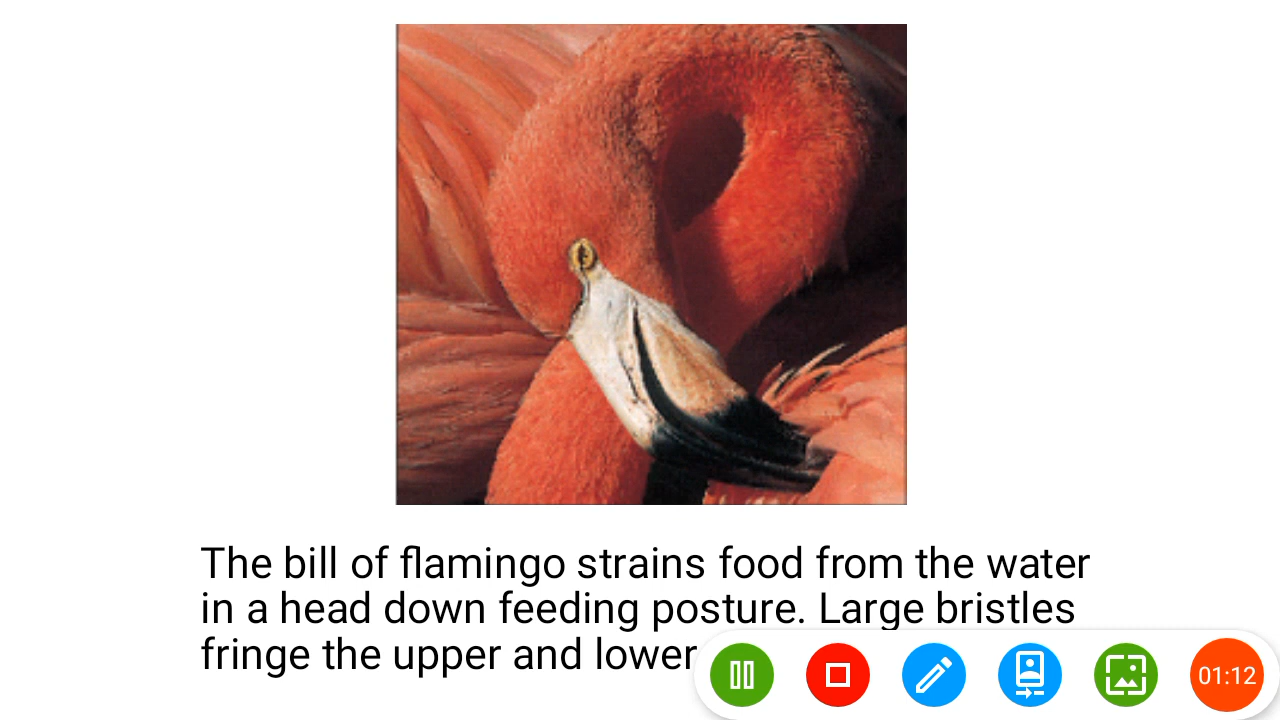 The bill of flamingo strains food from the water
in a head down feeding posture. Large bristles
fringe the upper and lower
01:12